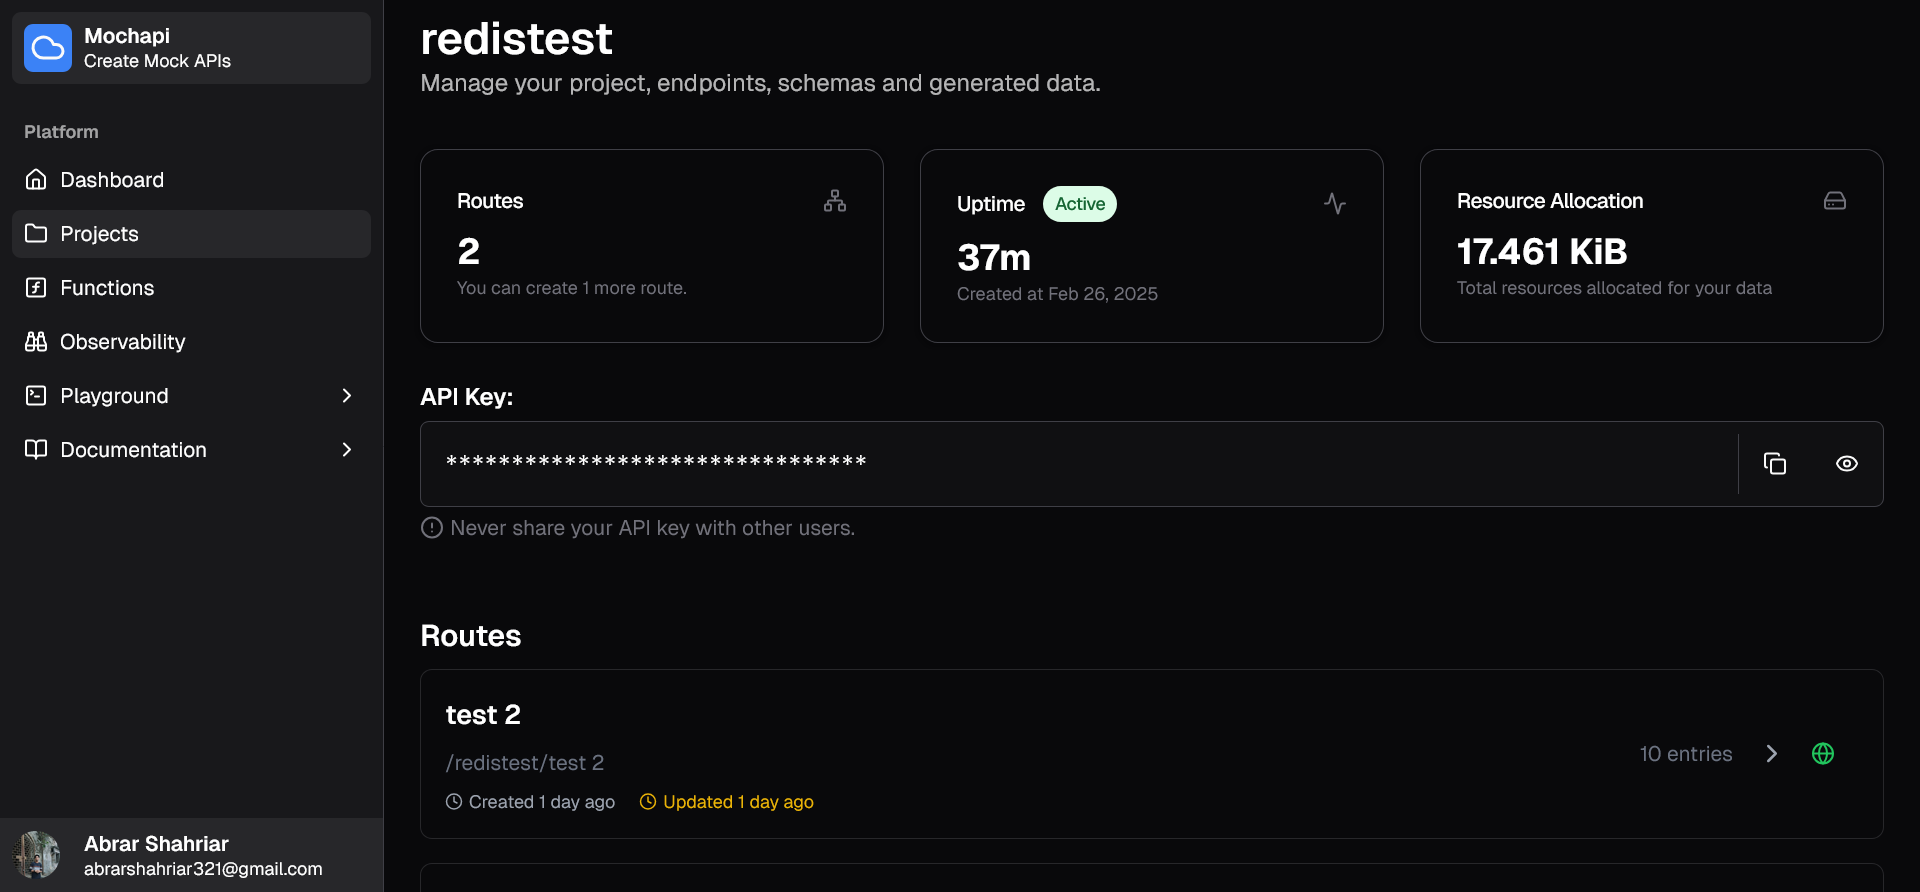 Mochapi
Create Mock APIs
Platform
Dashboard
Projects
Functions
Observability
Playground
Documentation
Abrar Shahriar
abrarshahriar321@gmail.com
redistest
Manage your project, endpoints, schemas and generated data.
Routes
2
You can create 1 more route.
Uptime Active
37m
Created at Feb 26, 2025
Resource Allocation
17.461 KiB
Total resources allocated for your data
API Key:
********************************
Never share your API key with other users.
Routes
test 2
/redistest/test 2
Created 1 day ago Updated 1 day ago
10 entries